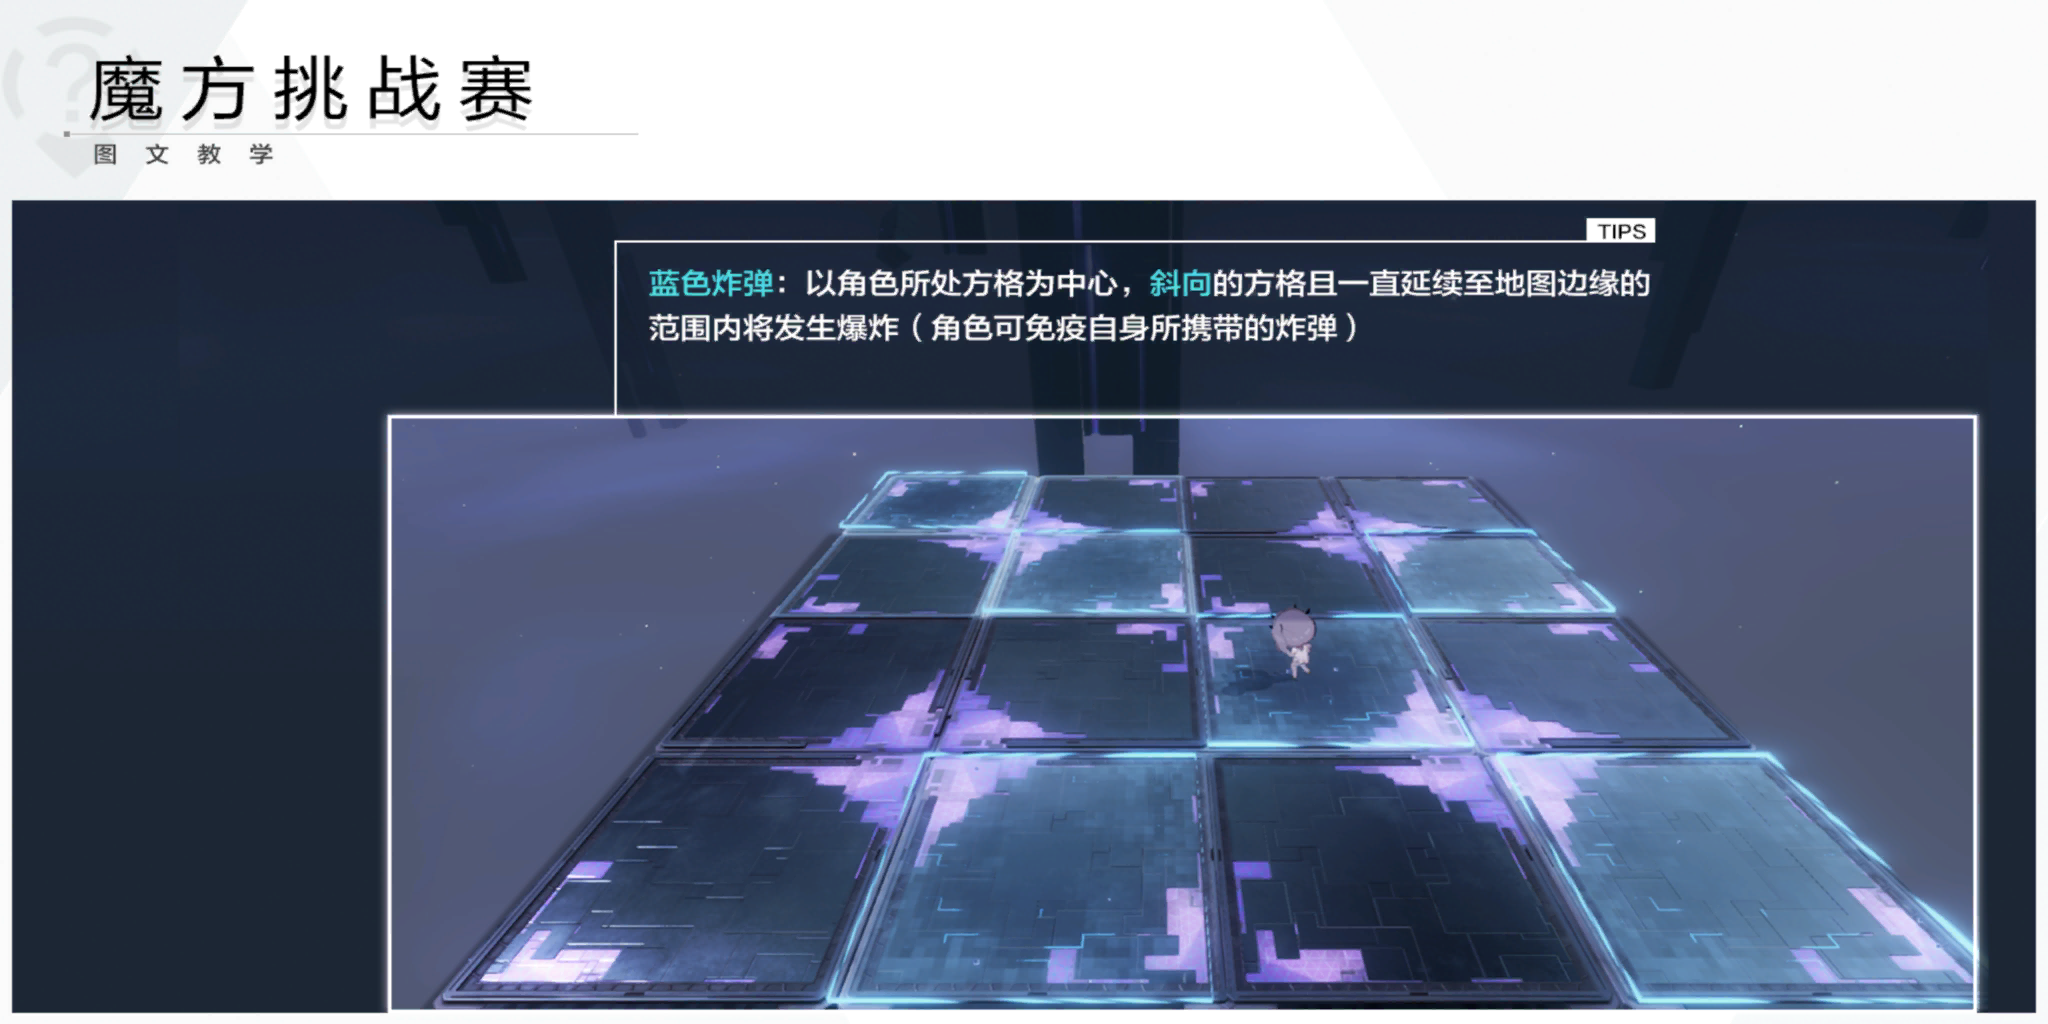 魔方挑战赛
图文教学
TIPS
蓝色炸弹：以角色所处方格为中心，斜向的方格且一直延续至地图边缘的
范围内将发生爆炸（角色可免疫自身所携带的炸弹）